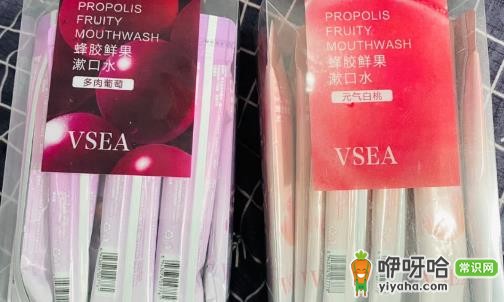 PROPOLIS
FRUITY
MOUTHWASH
蜂胶鲜果
漱口水
多肉葡萄
VSEA
PROPOLIS
FRUITY
MOUTHWASH
蜂胶鲜果
漱口水
元气白桃
VSEA
咿呀哈
常识网
yiyaha.com